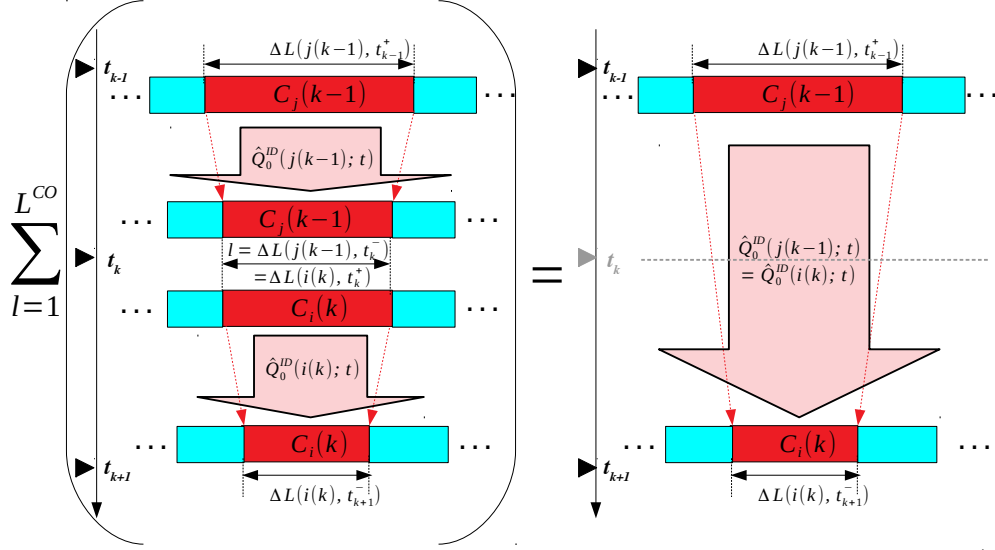 ΔL(j(k−1), t⁺ₖ₋₁)
tₖ₋₁
··· Cⱼ(k−1) ···
Q̂₀ᴵᴰ(j(k−1); t)
··· Cⱼ(k−1) ···
l = ΔL(j(k−1), t⁻ₖ)
=ΔL(i(k), t⁺ₖ)
tₖ
··· Cᵢ(k) ···
Q̂₀ᴵᴰ(i(k); t)
··· Cᵢ(k) ···
tₖ₊₁
ΔL(i(k), t⁻ₖ₊₁)
L^CO
∑
l=1
=
ΔL(j(k−1), t⁺ₖ₋₁)
tₖ₋₁
··· Cⱼ(k−1) ···
Q̂₀ᴵᴰ(j(k−1); t)
= Q̂₀ᴵᴰ(i(k); t)
tₖ
··· Cᵢ(k) ···
tₖ₊₁
ΔL(i(k), t⁻ₖ₊₁)